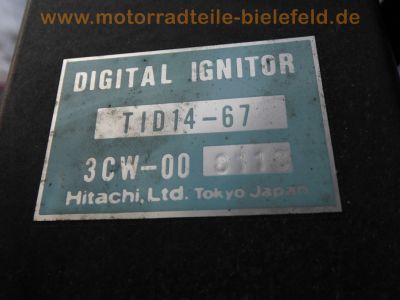 www.motorradteile-bielefeld.de
DIGITAL IGNITOR
TID14-67
3CW-00
Hitachi, Ltd. Tokyo Japan